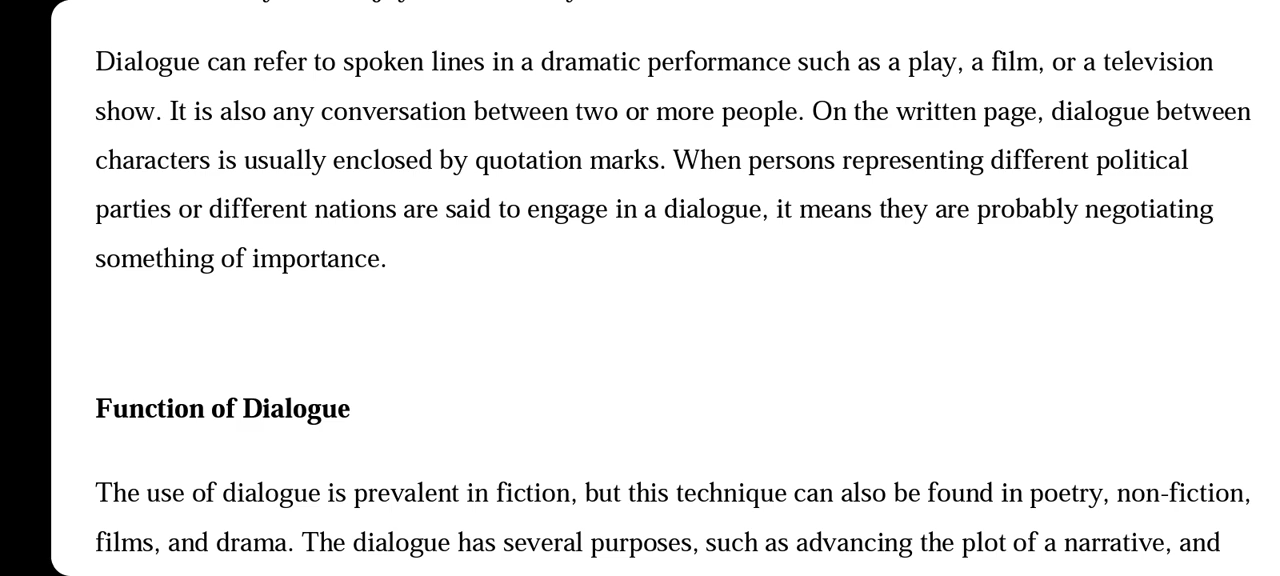 Dialogue can refer to spoken lines in a dramatic performance such as a play, a film, or a television
show. It is also any conversation between two or more people. On the written page, dialogue between
characters is usually enclosed by quotation marks. When persons representing different political
parties or different nations are said to engage in a dialogue, it means they are probably negotiating
something of importance.
Function of Dialogue
The use of dialogue is prevalent in fiction, but this technique can also be found in poetry, non-fiction,
films, and drama. The dialogue has several purposes, such as advancing the plot of a narrative, and